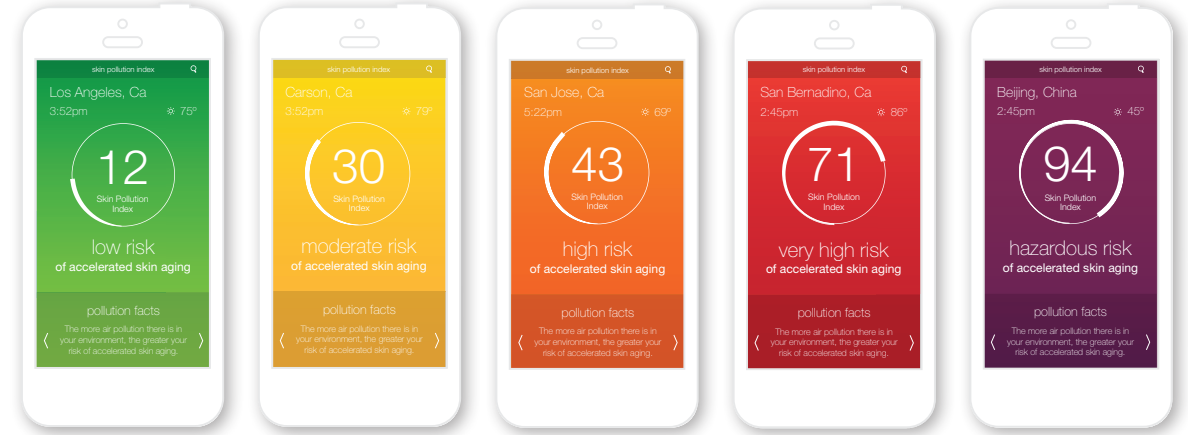 skin pollution index
Los Angeles, Ca
3:52pm 75º
12
Skin Pollution
Index
low risk
of accelerated skin aging
pollution facts
The more air pollution there is in
your environment, the greater your
risk of accelerated skin aging.
skin pollution index
Carson, Ca
3:52pm 79º
30
Skin Pollution
Index
moderate risk
of accelerated skin aging
pollution facts
The more air pollution there is in
your environment, the greater your
risk of accelerated skin aging.
skin pollution index
San Jose, Ca
5:22pm 69º
43
Skin Pollution
Index
high risk
of accelerated skin aging
pollution facts
The more air pollution there is in
your environment, the greater your
risk of accelerated skin aging.
skin pollution index
San Bernadino, Ca
2:45pm 86º
71
Skin Pollution
Index
very high risk
of accelerated skin aging
pollution facts
The more air pollution there is in
your environment, the greater your
risk of accelerated skin aging.
skin pollution index
Beijing, China
2:45pm 45º
94
Skin Pollution
Index
hazardous risk
of accelerated skin aging
pollution facts
The more air pollution there is in
your environment, the greater your
risk of accelerated skin aging.